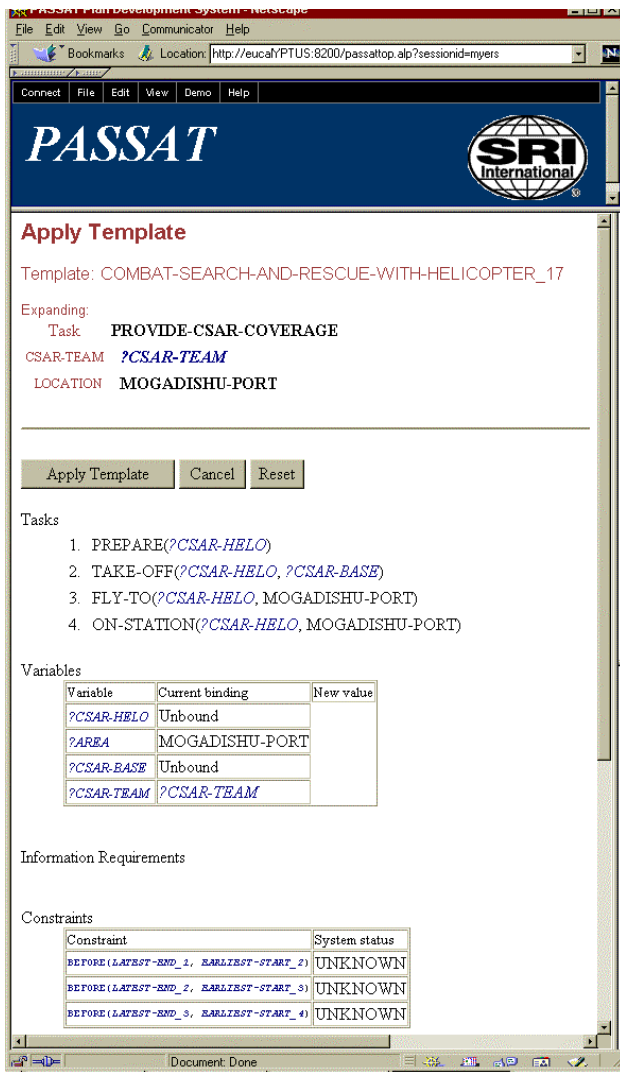 PASSAT Plan Development System - Netscape
File Edit View Go Communicator Help
Bookmarks Location: http://eucalYPTUS:8200/passattop.alp?sessionid=myers N
Connect File Edit View Demo Help
PASSAT
SRI
International
®
Apply Template
Template: COMBAT-SEARCH-AND-RESCUE-WITH-HELICOPTER_17
Expanding:
Task PROVIDE-CSAR-COVERAGE
CSAR-TEAM ?CSAR-TEAM
LOCATION MOGADISHU-PORT
Apply Template Cancel Reset
Tasks
1. PREPARE(?CSAR-HELO)
2. TAKE-OFF(?CSAR-HELO, ?CSAR-BASE)
3. FLY-TO(?CSAR-HELO, MOGADISHU-PORT)
4. ON-STATION(?CSAR-HELO, MOGADISHU-PORT)
Variables
Variable Current binding New value
?CSAR-HELO Unbound
?AREA MOGADISHU-PORT
?CSAR-BASE Unbound
?CSAR-TEAM ?CSAR-TEAM
Information Requirements
Constraints
Constraint System status
BEFORE(LATEST-END_1, EARLIEST-START_2) UNKNOWN
BEFORE(LATEST-END_2, EARLIEST-START_3) UNKNOWN
BEFORE(LATEST-END_3, EARLIEST-START_4) UNKNOWN
Document: Done